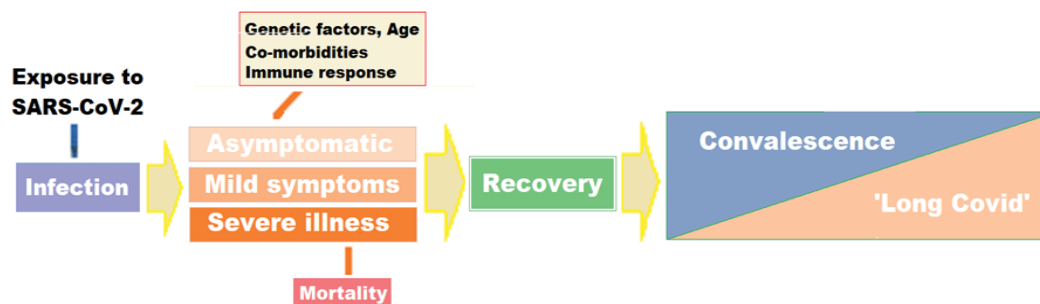 Genetic factors, Age
Co-morbidities
Immune response
Exposure to
SARS-CoV-2
Infection
Asymptomatic
Mild symptoms
Severe illness
Mortality
Recovery
Convalescence
'Long Covid'